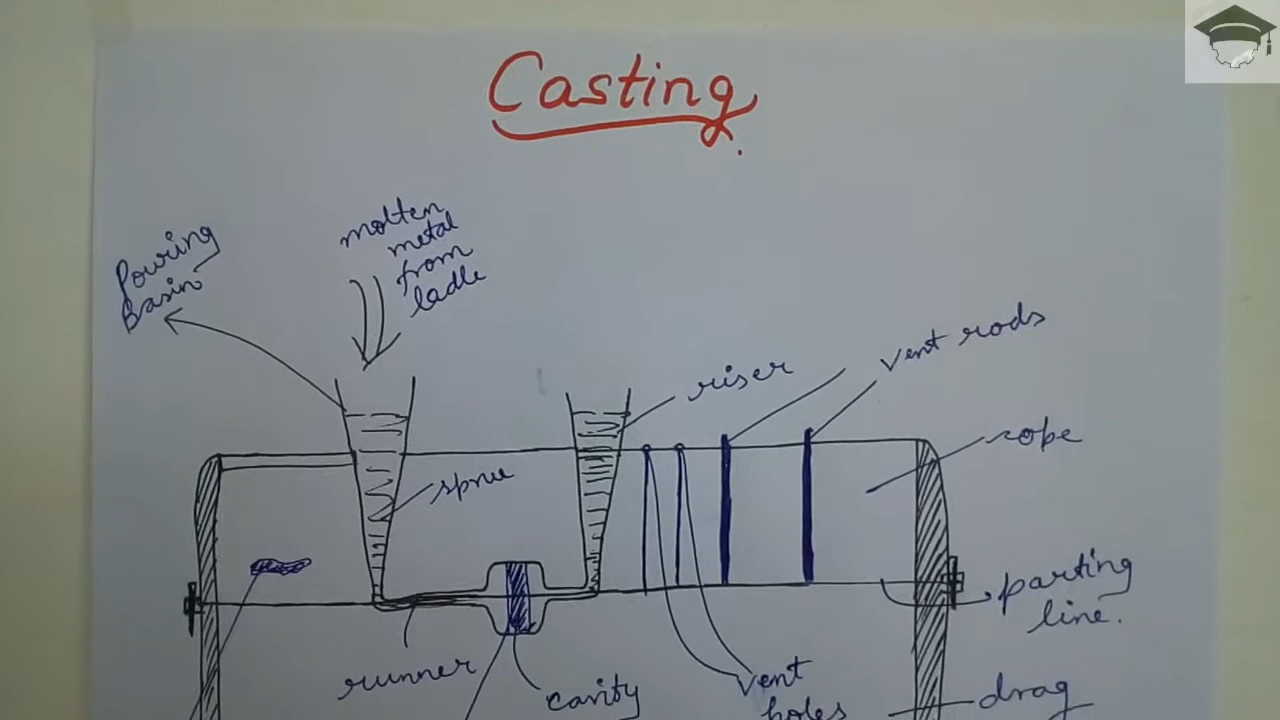 Casting
Pouring
Basin
molten
metal
from
ladle
riser
vent rods
rope
sprue
parting
line.
runner
cavity
vent
holes
drag